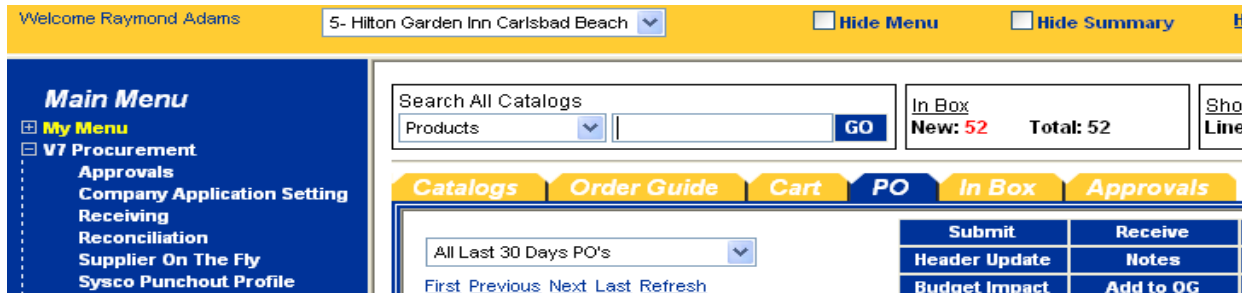 Welcome Raymond Adams
5- Hilton Garden Inn Carlsbad Beach
Hide Menu
Hide Summary
Main Menu
My Menu
V7 Procurement
Approvals
Company Application Setting
Receiving
Reconciliation
Supplier On The Fly
Sysco Punchout Profile
Search All Catalogs
Products
GO
In Box
New: 52 Total: 52
Sho
Line
Catalogs Order Guide Cart PO In Box Approvals
All Last 30 Days PO's
First Previous Next Last Refresh
Submit Receive
Header Update Notes
Budget Impact Add to OG